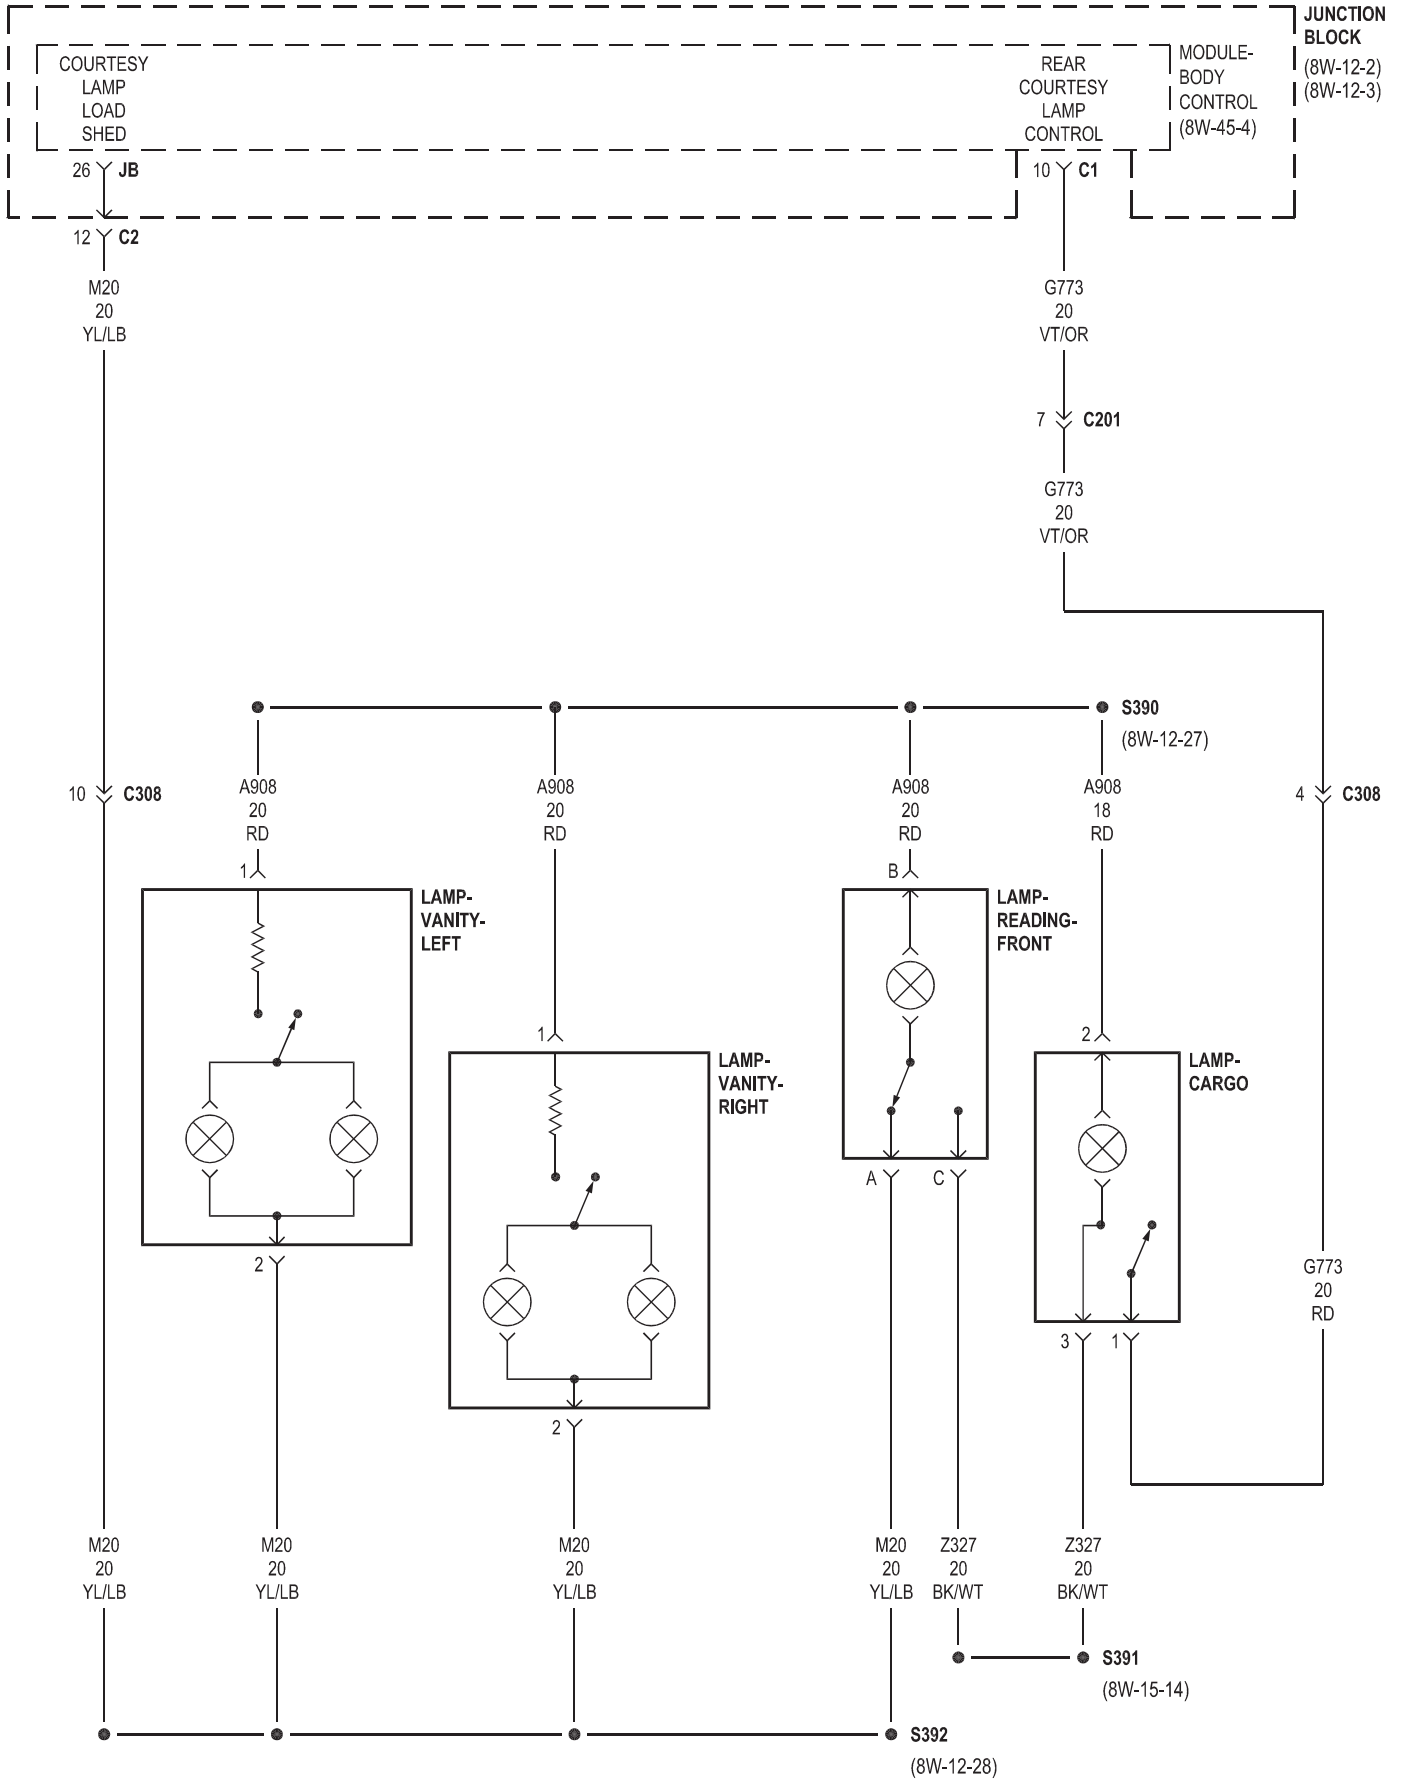 JUNCTION
BLOCK
(8W-12-2)
(8W-12-3)
COURTESY
LAMP
LOAD
SHED
REAR
COURTESY
LAMP
CONTROL
MODULE-
BODY
CONTROL
(8W-45-4)
26 JB
10 C1
12 C2
M20
20
YL/LB
G773
20
VT/OR
7 C201
G773
20
VT/OR
S390
(8W-12-27)
10 C308
A908
20
RD
A908
20
RD
A908
20
RD
A908
18
RD
4 C308
1
B
LAMP-
VANITY-
LEFT
LAMP-
READING-
FRONT
1
2
LAMP-
VANITY-
RIGHT
LAMP-
CARGO
A
C
2
G773
20
RD
3
1
2
M20
20
YL/LB
M20
20
YL/LB
M20
20
YL/LB
M20
20
YL/LB
Z327
20
BK/WT
Z327
20
BK/WT
S391
(8W-15-14)
S392
(8W-12-28)